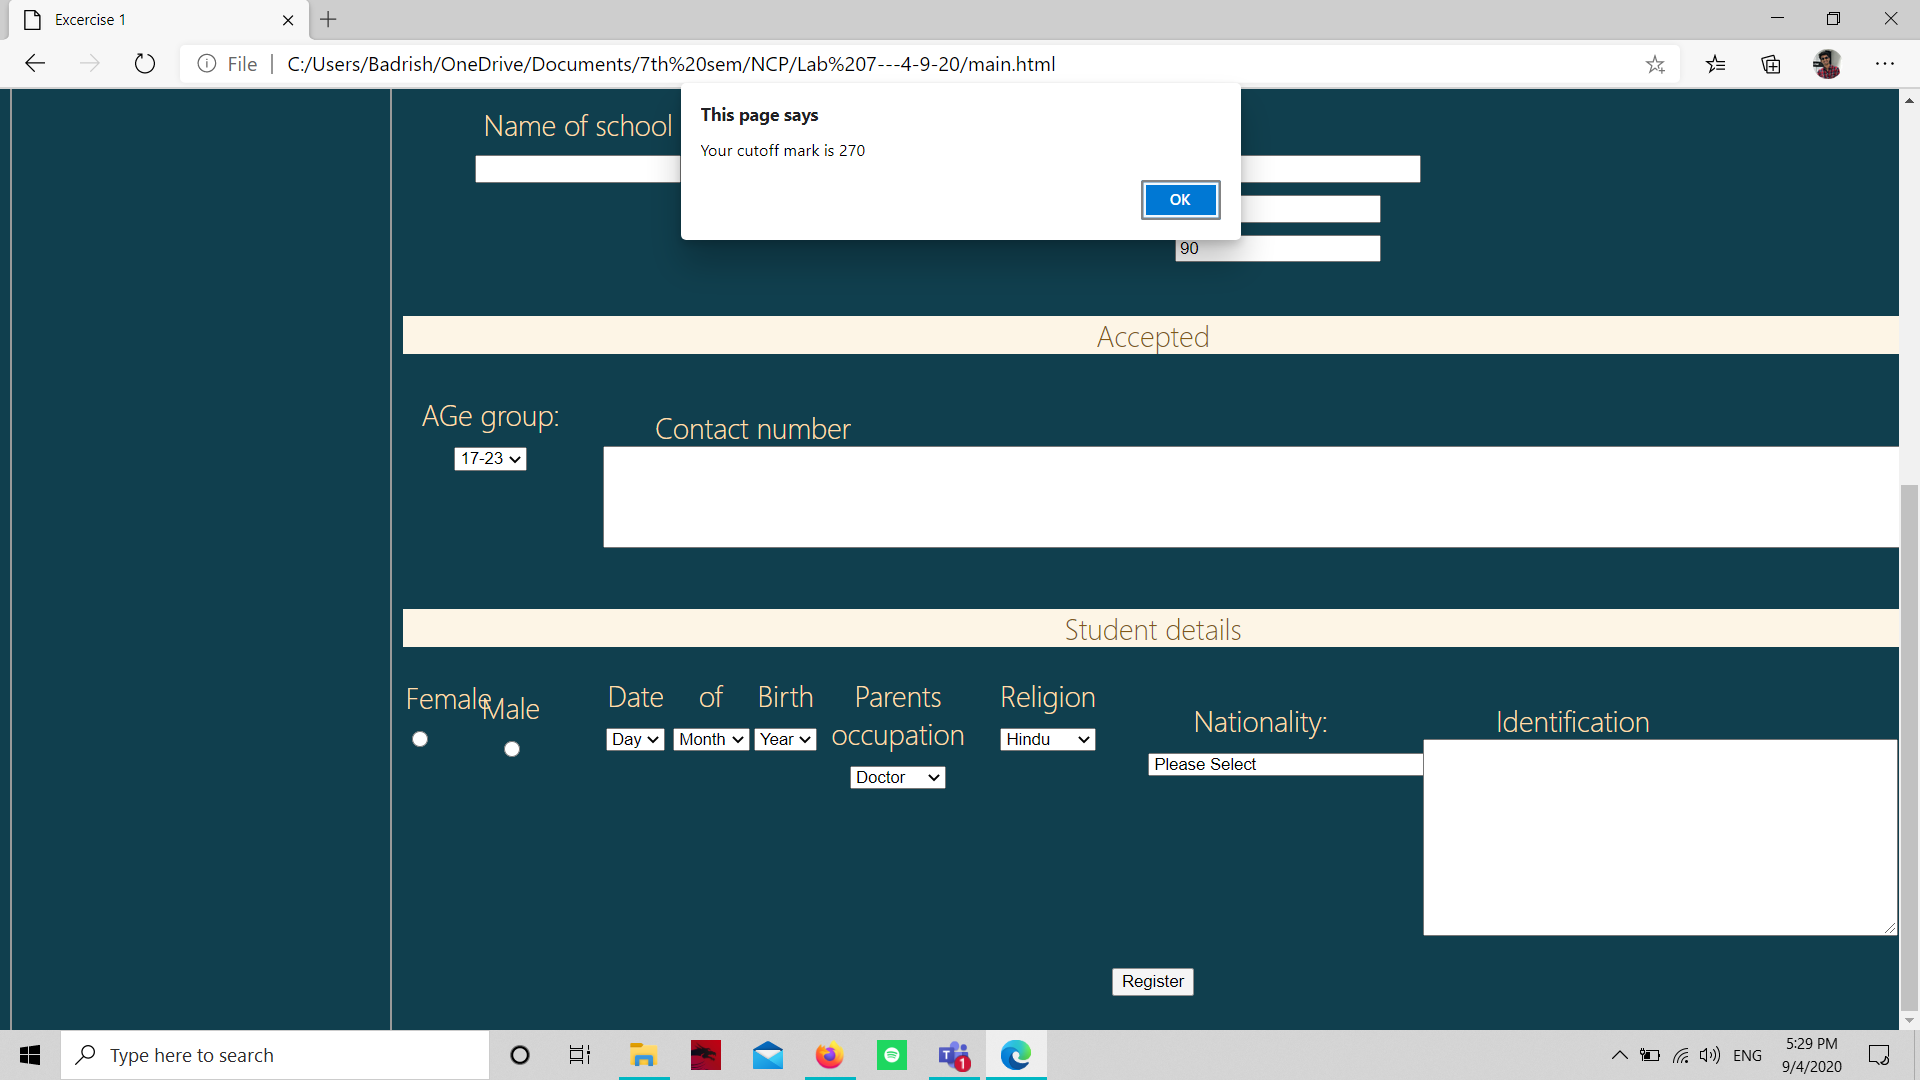 Excercise 1
File
C:/Users/Badrish/OneDrive/Documents/7th%20sem/NCP/Lab%207---4-9-20/main.html
This page says
Your cutoff mark is 270
OK
Name of school
90
Accepted
AGe group:
17-23
Contact number
Student details
Female
Male
Date of Birth
Day Month Year
Parents
occupation
Doctor
Religion
Hindu
Nationality:
Please Select
Identification
Register
Type here to search
T
1
ENG
5:29 PM
9/4/2020